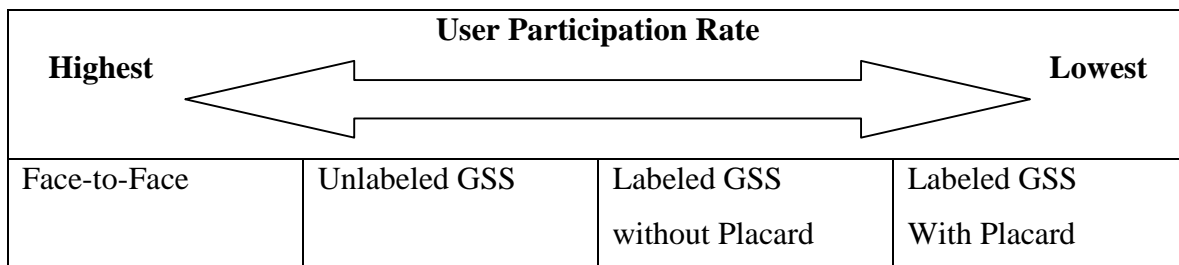 User Participation Rate
Highest
Lowest
Face-to-Face
Unlabeled GSS
Labeled GSS
without Placard
Labeled GSS
With Placard